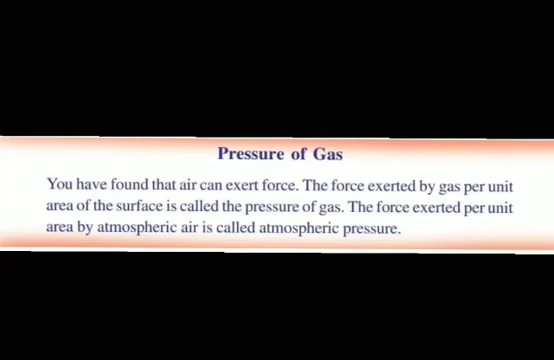 Pressure of Gas
You have found that air can exert force. The force exerted by gas per unit
area of the surface is called the pressure of gas. The force exerted per unit
area by atmospheric air is called atmospheric pressure.